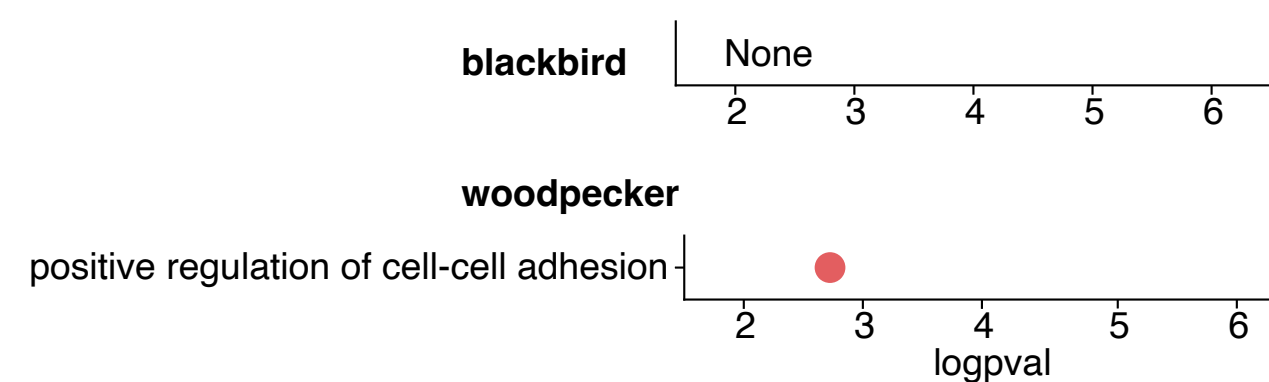 blackbird
None
2 3 4 5 6
woodpecker
positive regulation of cell-cell adhesion
2 3 4 5 6
logpval